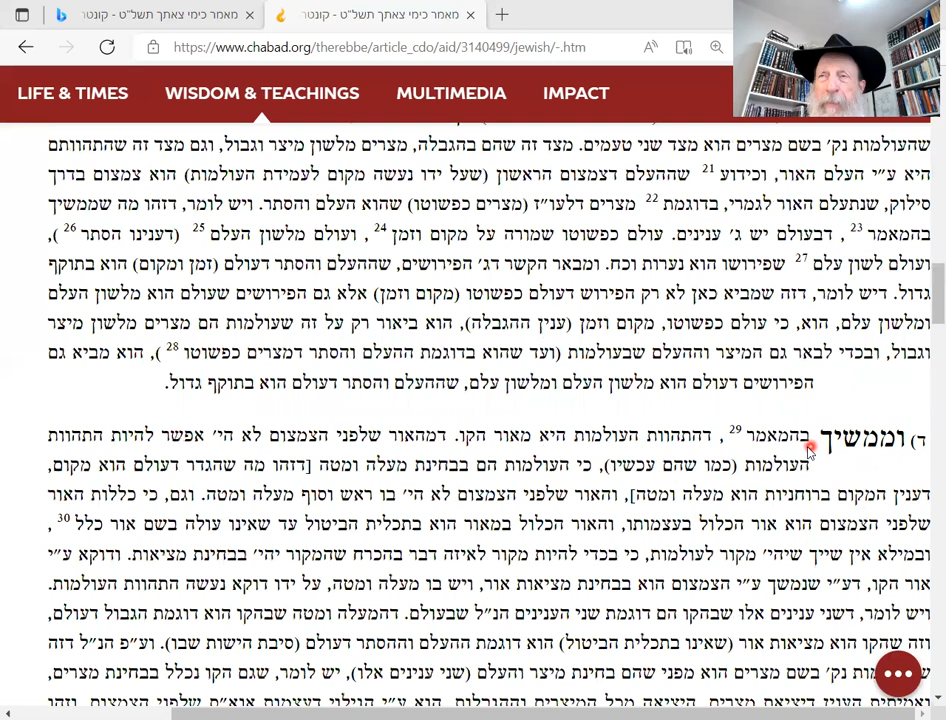 מאמר כימי צאתך תשל"ט - קונטר
מאמר כימי צאתך תשל"ט - קונטר
https://www.chabad.org/therebbe/article_cdo/aid/3140499/jewish/-.htm
LIFE & TIMES WISDOM & TEACHINGS MULTIMEDIA IMPACT
שהעולמות נק' בשם מצרים הוא מצד שני טעמים. מצד זה שהם בהגבלה, מצרים מלשון מיצר וגבול, וגם מצד זה שהתהוותם
היא ע"י העלם האור, וכידוע 21 שההעלם דצמצום הראשון (שעל ידו נעשה מקום לעמידת העולמות) הוא צמצום בדרך
סילוק, שנתעלם האור לגמרי, בדוגמת 22 מצרים דלעו"ז (מצרים כפשוטו) שהוא העלם והסתר. ויש לומר, דזהו מה שממשיך
בהמאמר 23, דבעולם יש ג' ענינים. עולם כפשוטו שמורה על מקום וזמן 24, ועולם מלשון העלם 25 (דענינו הסתר 26),
ועולם לשון עלם 27 שפירושו הוא נערות וכח. ומבאר הקשר דג' הפירושים, שההעלם והסתר דעולם (זמן ומקום) הוא בתוקף
גדול. דיש לומר, דזה שמביא כאן לא רק הפירוש דעולם כפשוטו (מקום וזמן) אלא גם הפירושים שעולם הוא מלשון העלם
ומלשון עלם, הוא, כי עולם כפשוטו, מקום וזמן (ענין ההגבלה), הוא ביאור רק על זה שעולמות הם מצרים מלשון מיצר
וגבול, ובכדי לבאר גם המיצר וההעלם שבעולמות (ועד שהוא בדוגמת ההעלם והסתר דמצרים כפשוטו 28), הוא מביא גם
הפירושים דעולם הוא מלשון העלם ומלשון עלם, שההעלם והסתר דעולם הוא בתוקף גדול.
ד) וממשיך בהמאמר 29, דהתהוות העולמות היא מאור הקו. דמהאור שלפני הצמצום לא הי' אפשר להיות התהוות
העולמות (כמו שהם עכשיו), כי העולמות הם בבחינת מעלה ומטה [דזהו מה שהגדר דעולם הוא מקום,
דענין המקום ברוחניות הוא מעלה ומטה], והאור שלפני הצמצום לא הי' בו ראש וסוף מעלה ומטה. וגם, כי כללות האור
שלפני הצמצום הוא אור הכלול בעצמותו, והאור הכלול במאור הוא בתכלית הביטול עד שאינו עולה בשם אור כלל 30,
ובמילא אין שייך שיהי' מקור לעולמות, כי בכדי להיות מקור לאיזה דבר בהכרח שהמקור יהי' בבחינת מציאות. ודוקא ע"י
אור הקו, דע"י שנמשך ע"י הצמצום הוא בבחינת מציאות אור, ויש בו מעלה ומטה, על ידו דוקא נעשה התהוות העולמות.
ויש לומר, דשני ענינים אלו שבהקו הם דוגמת שני הענינים הנ"ל שבעולם. דהמעלה ומטה שבהקו הוא דוגמת הגבול דעולם,
וזה שהקו הוא מציאות אור (שאינו בתכלית הביטול) הוא דוגמת ההעלם וההסתר דעולם (סיבת הישות שבו). וע"פ הנ"ל דזה
נק' בשם מצרים הוא מפני שהם בחינת מיצר והעלם (שני ענינים אלו), יש לומר, שגם הקו נכלל בבחינת מצרים,